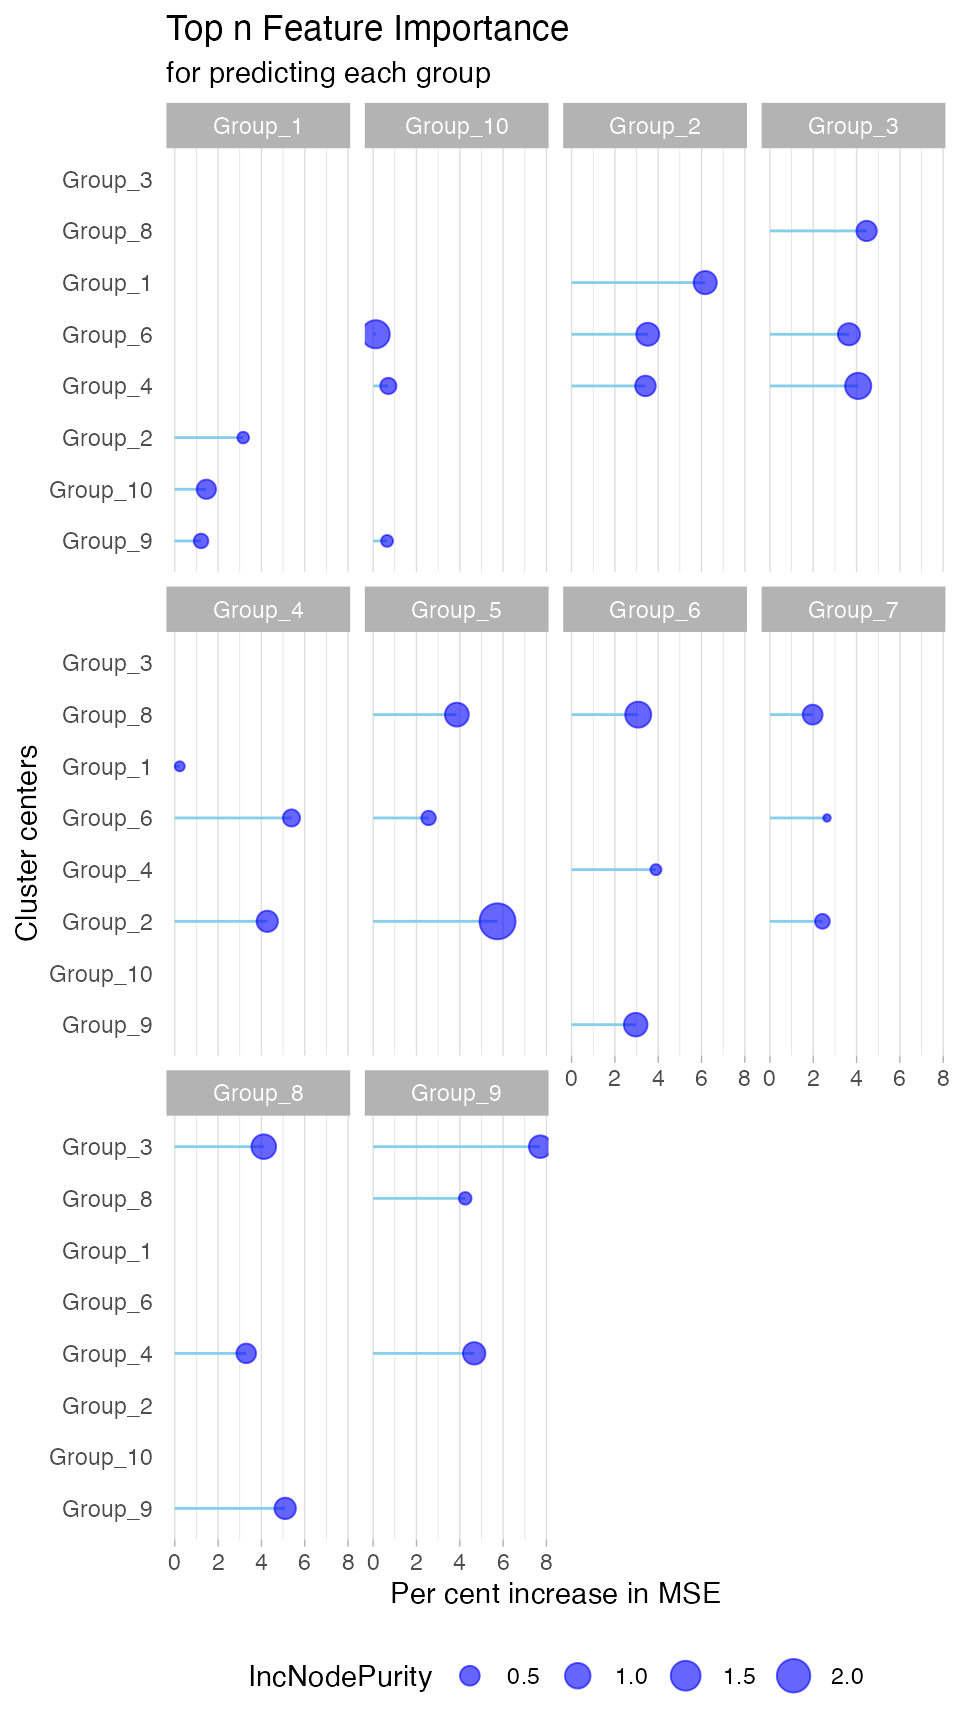 Top n Feature Importance
for predicting each group
Group_1 Group_10 Group_2 Group_3
Group_3
Group_8
Group_1
Group_6
Group_4
Group_2
Group_10
Group_9
Group_4 Group_5 Group_6 Group_7
Group_3
Group_8
Group_1
Group_6
Group_4
Group_2
Group_10
Group_9
0 2 4 6 8 0 2 4 6 8
Cluster centers
Group_8 Group_9
Group_3
Group_8
Group_1
Group_6
Group_4
Group_2
Group_10
Group_9
0 2 4 6 8 0 2 4 6 8
Per cent increase in MSE
IncNodePurity 0.5 1.0 1.5 2.0